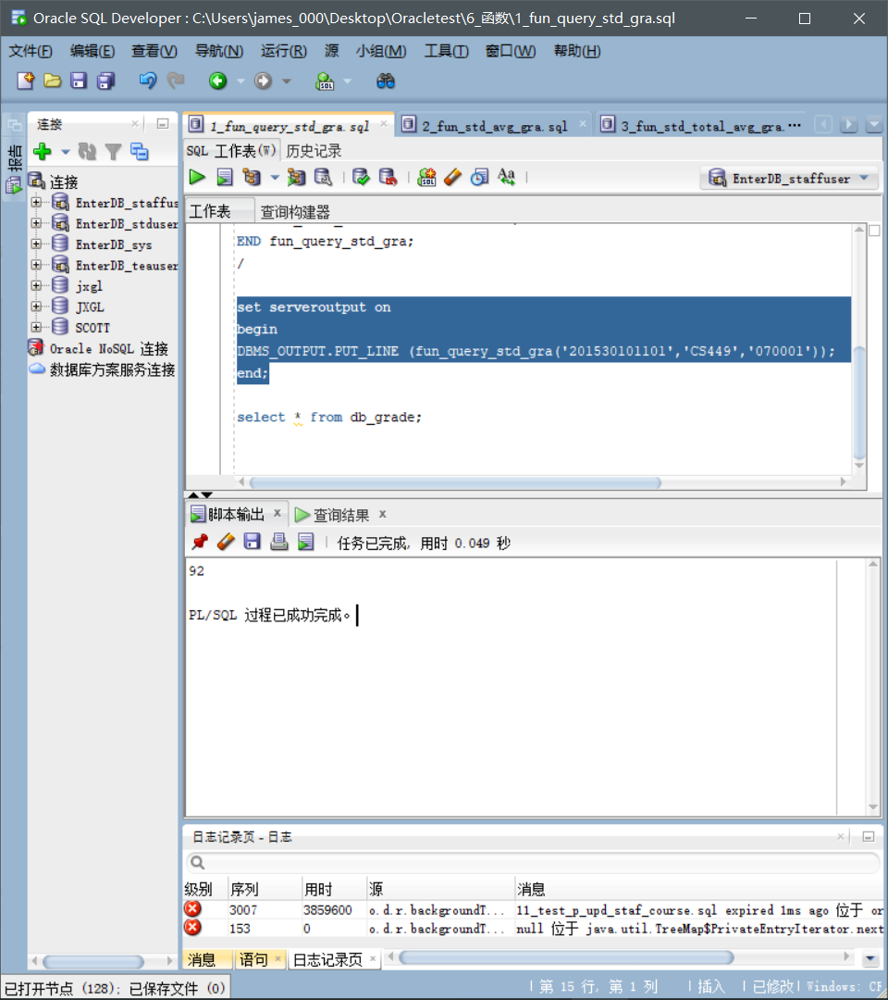 Oracle SQL Developer : C:\Users\james_000\Desktop\Oracletest\6_函数\1_fun_query_std_gra.sql
文件(F) 编辑(E) 查看(V) 导航(N) 运行(R) 源 小组(M) 工具(T) 窗口(W) 帮助(H)
报告
连接
连接
EnterDB_staffus
EnterDB_stduser
EnterDB_sys
EnterDB_teauser
jxgl
JXGL
SCOTT
Oracle NoSQL 连接
数据库方案服务连接
1_fun_query_std_gra.sql 2_fun_std_avg_gra.sql 3_fun_std_total_avg_gra.···
SQL 工作表(W) 历史记录
EnterDB_staffuser
工作表 查询构建器
END fun_query_std_gra;
/
set serveroutput on
begin
DBMS_OUTPUT.PUT_LINE (fun_query_std_gra('201530101101','CS449','070001'));
end;
select * from db_grade;
脚本输出 查询结果
任务已完成, 用时 0.049 秒
92
PL/SQL 过程已成功完成。
日志记录页 - 日志
级别 序列 用时 源 消息
3007 3859600 o.d.r.backgroundT... 11_test_p_upd_staf_course.sql expired 1ms ago 位于 or
153 0 o.d.r.backgroundT... null 位于 java.util.TreeMap$PrivateEntryIterator.next
消息 语句 日志记录页
已打开节点 (128); 已保存文件 (0)
第 15 行, 第 1 列 插入 已修改 Windows: